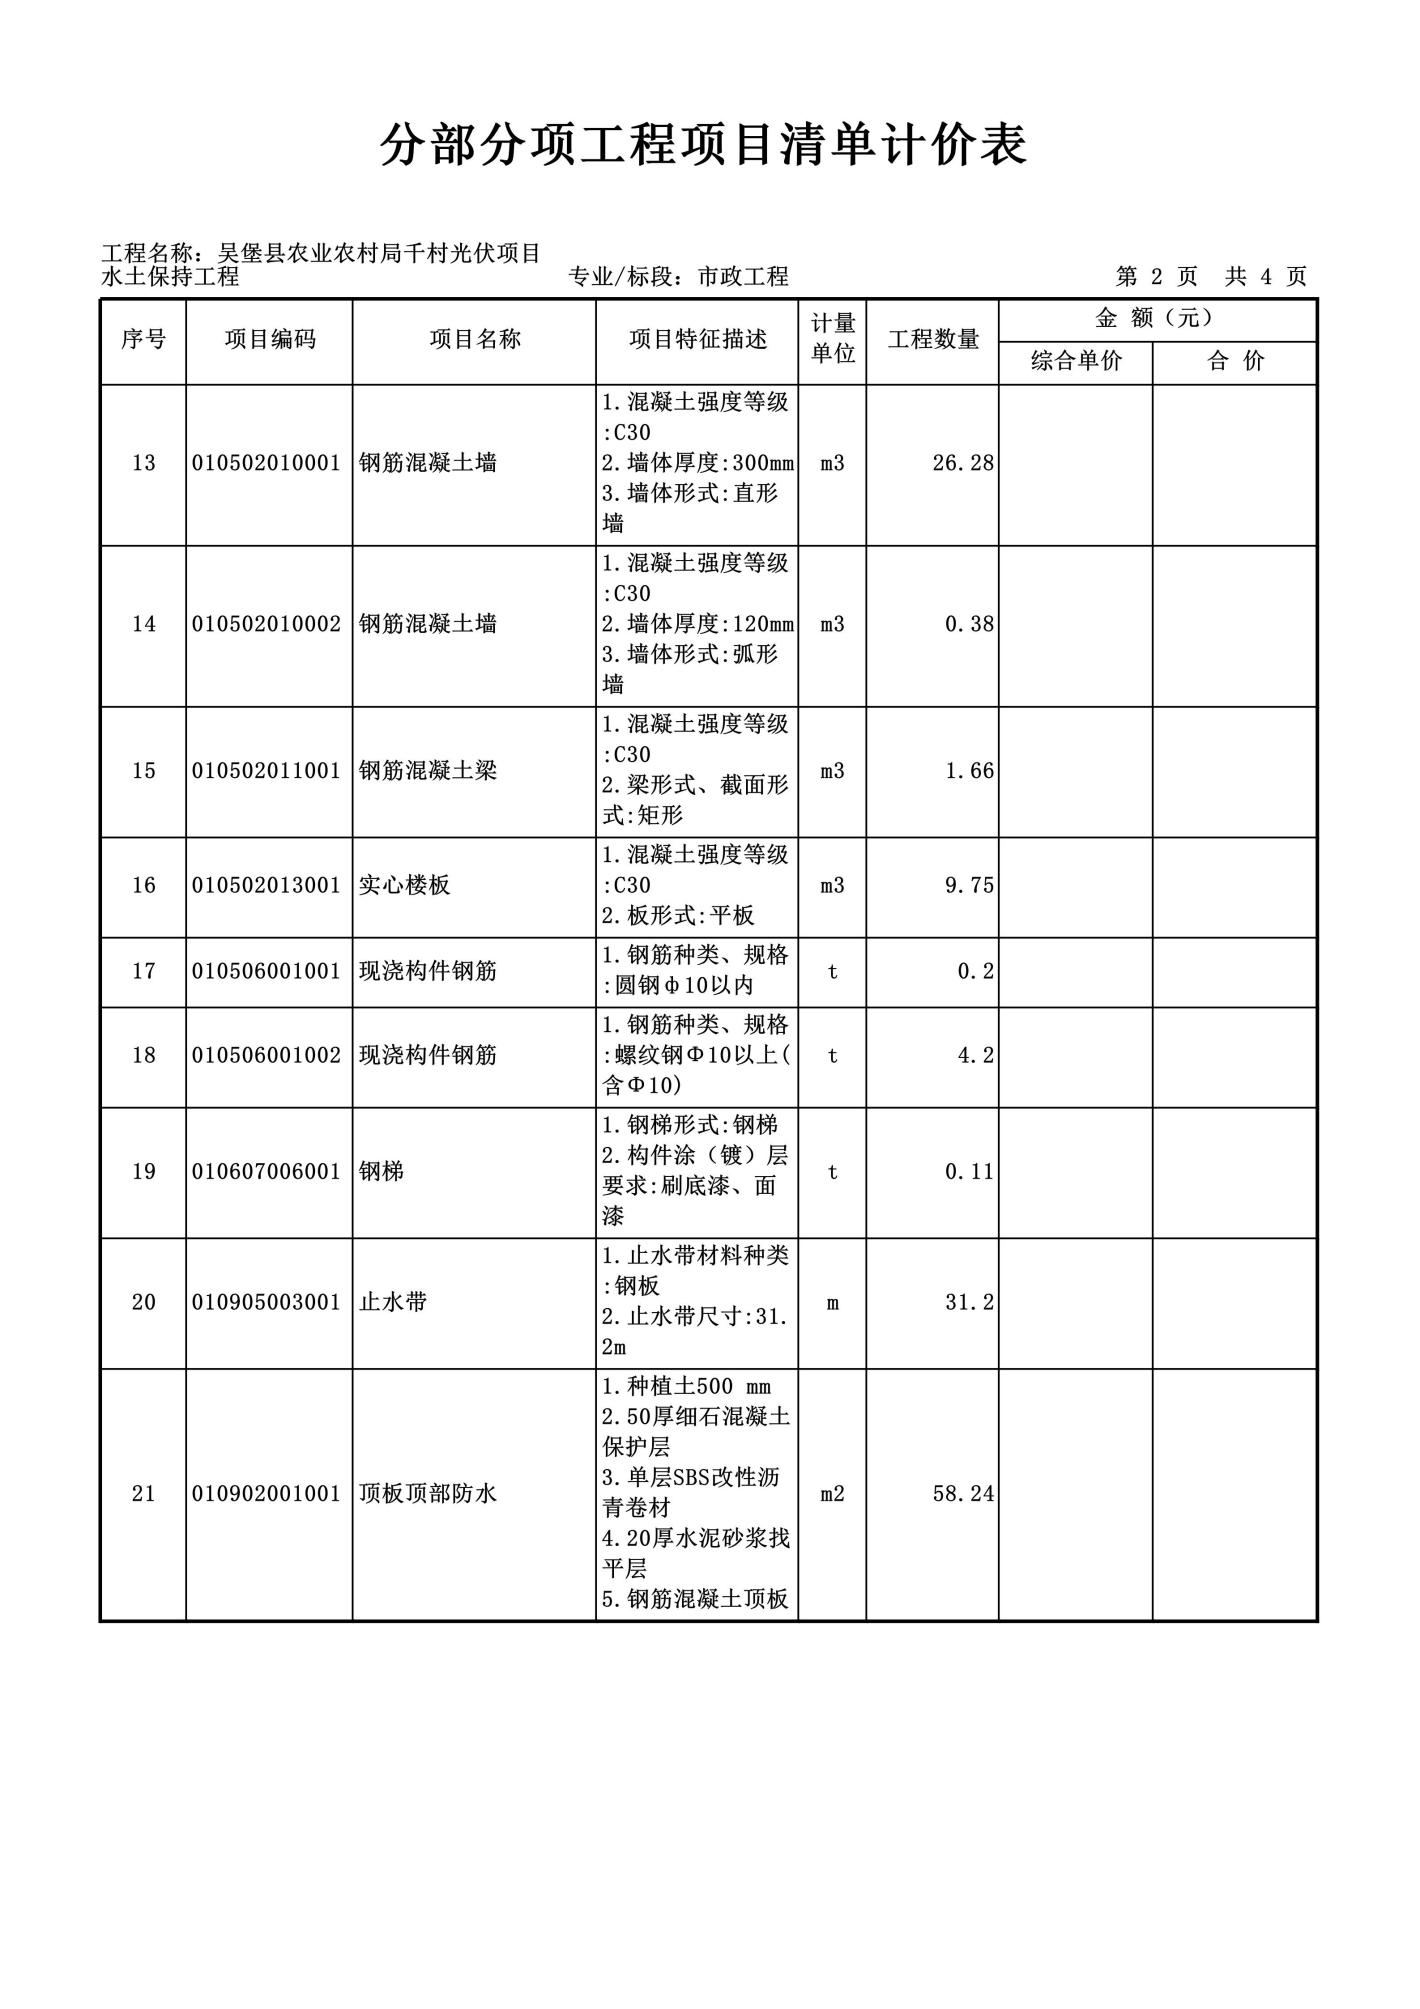 分部分项工程项目清单计价表
工程名称：吴堡县农业农村局千村光伏项目
水土保持工程 专业/标段：市政工程 第 2 页 共 4 页
序号 项目编码 项目名称 项目特征描述 计量单位 工程数量 金 额（元）
综合单价 合 价
13 010502010001 钢筋混凝土墙 m3 26.28
1.混凝土强度等级
:C30
2.墙体厚度:300mm
3.墙体形式:直形
墙
14 010502010002 钢筋混凝土墙 m3 0.38
1.混凝土强度等级
:C30
2.墙体厚度:120mm
3.墙体形式:弧形
墙
15 010502011001 钢筋混凝土梁 m3 1.66
1.混凝土强度等级
:C30
2.梁形式、截面形
式:矩形
16 010502013001 实心楼板 m3 9.75
1.混凝土强度等级
:C30
2.板形式:平板
17 010506001001 现浇构件钢筋 t 0.2
1.钢筋种类、规格
:圆钢φ10以内
18 010506001002 现浇构件钢筋 t 4.2
1.钢筋种类、规格
:螺纹钢Φ10以上(
含Φ10)
19 010607006001 钢梯 t 0.11
1.钢梯形式:钢梯
2.构件涂（镀）层
要求:刷底漆、面
漆
20 010905003001 止水带 m 31.2
1.止水带材料种类
:钢板
2.止水带尺寸:31.
2m
21 010902001001 顶板顶部防水 m2 58.24
1.种植土500 mm
2.50厚细石混凝土
保护层
3.单层SBS改性沥
青卷材
4.20厚水泥砂浆找
平层
5.钢筋混凝土顶板